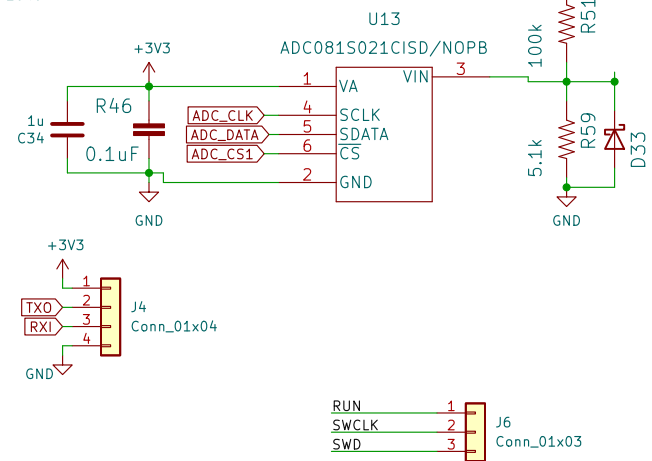 U13
ADC081S021CISD/NOPB
+3V3
1
VA
VIN
3
100k
R51
R46
0.1uF
1u
C34
ADC_CLK
4
SCLK
ADC_DATA
5
SDATA
ADC_CS1
6
CS
2
GND
GND
5.1k
R59
D33
GND
+3V3
1
TX0
2
RXI
3
4
GND
J4
Conn_01x04
RUN
1
SWCLK
2
SWD
3
J6
Conn_01x03